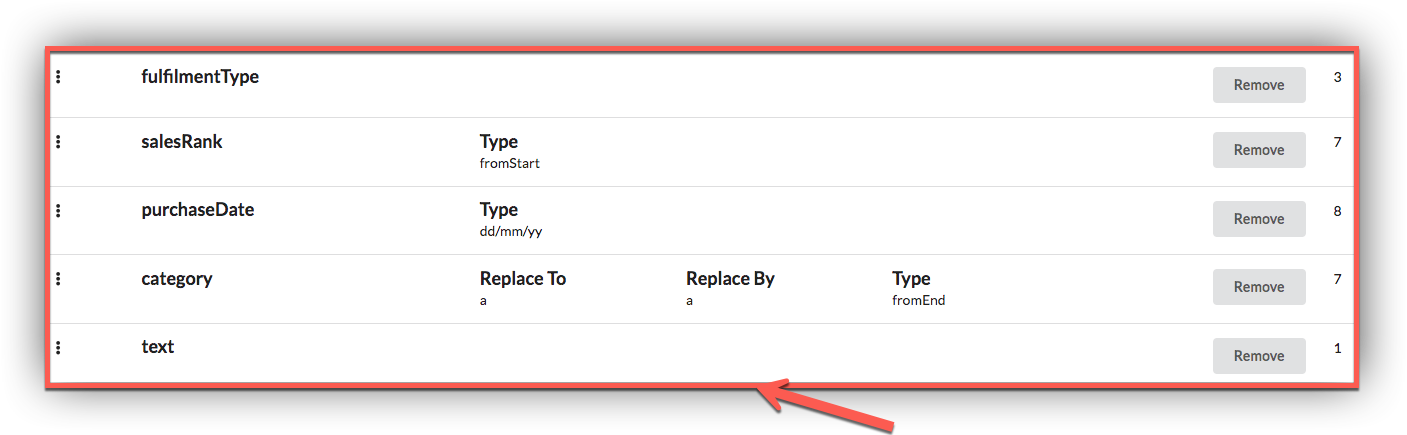 fulfilmentType Remove 3
salesRank Type Remove 7
fromStart
purchaseDate Type Remove 8
dd/mm/yy
category Replace To Replace By Type Remove 7
a a fromEnd
text Remove 1